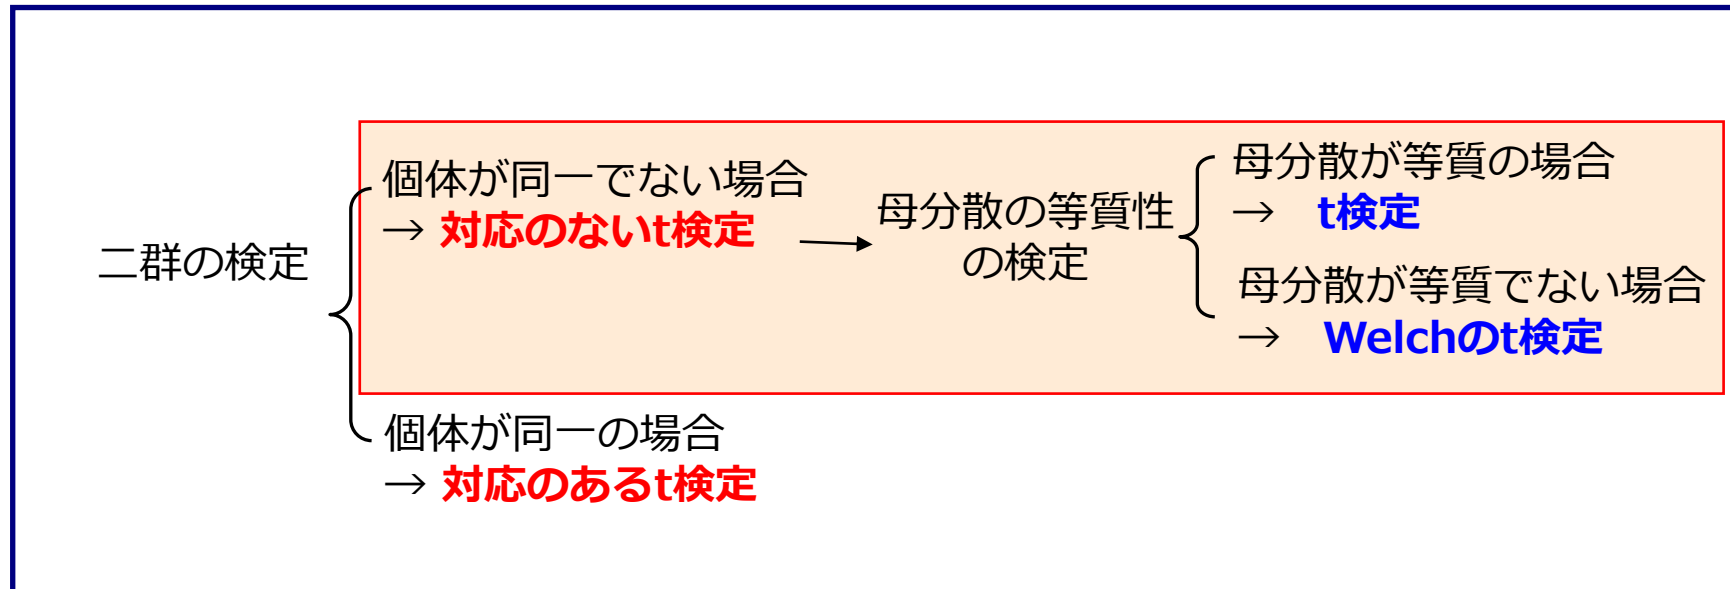 二群の検定
個体が同一でない場合
→ 対応のないt検定
母分散の等質性
の検定
母分散が等質の場合
→ t検定
母分散が等質でない場合
→ Welchのt検定
個体が同一の場合
→ 対応のあるt検定